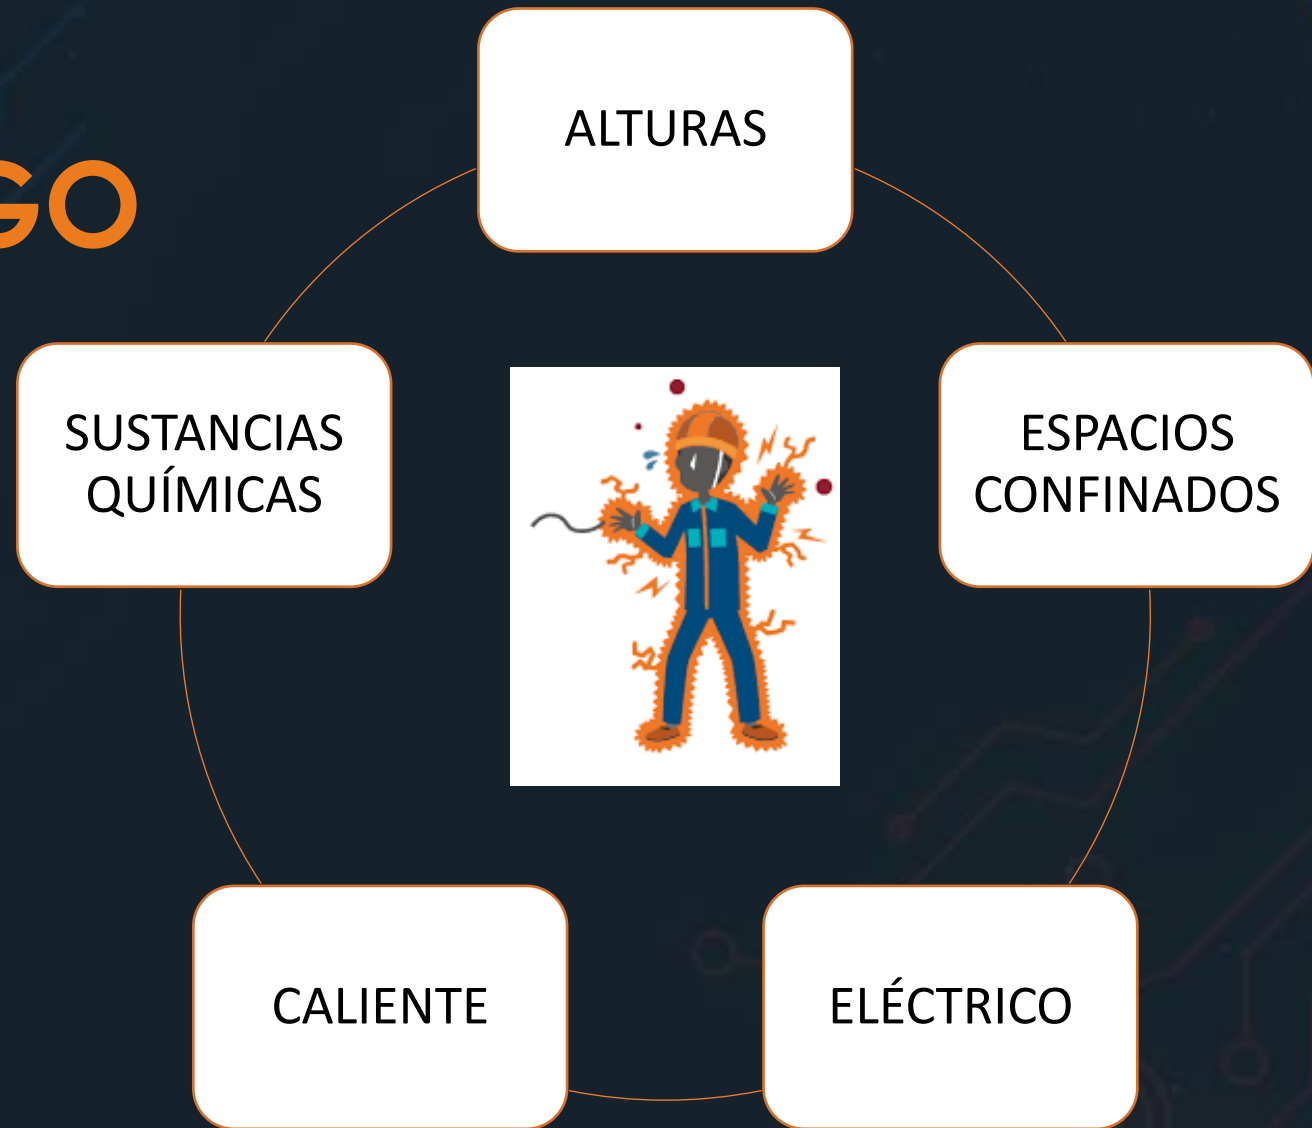 ALTURAS
GO
SUSTANCIAS
QUÍMICAS
ESPACIOS
CONFINADOS
CALIENTE
ELÉCTRICO